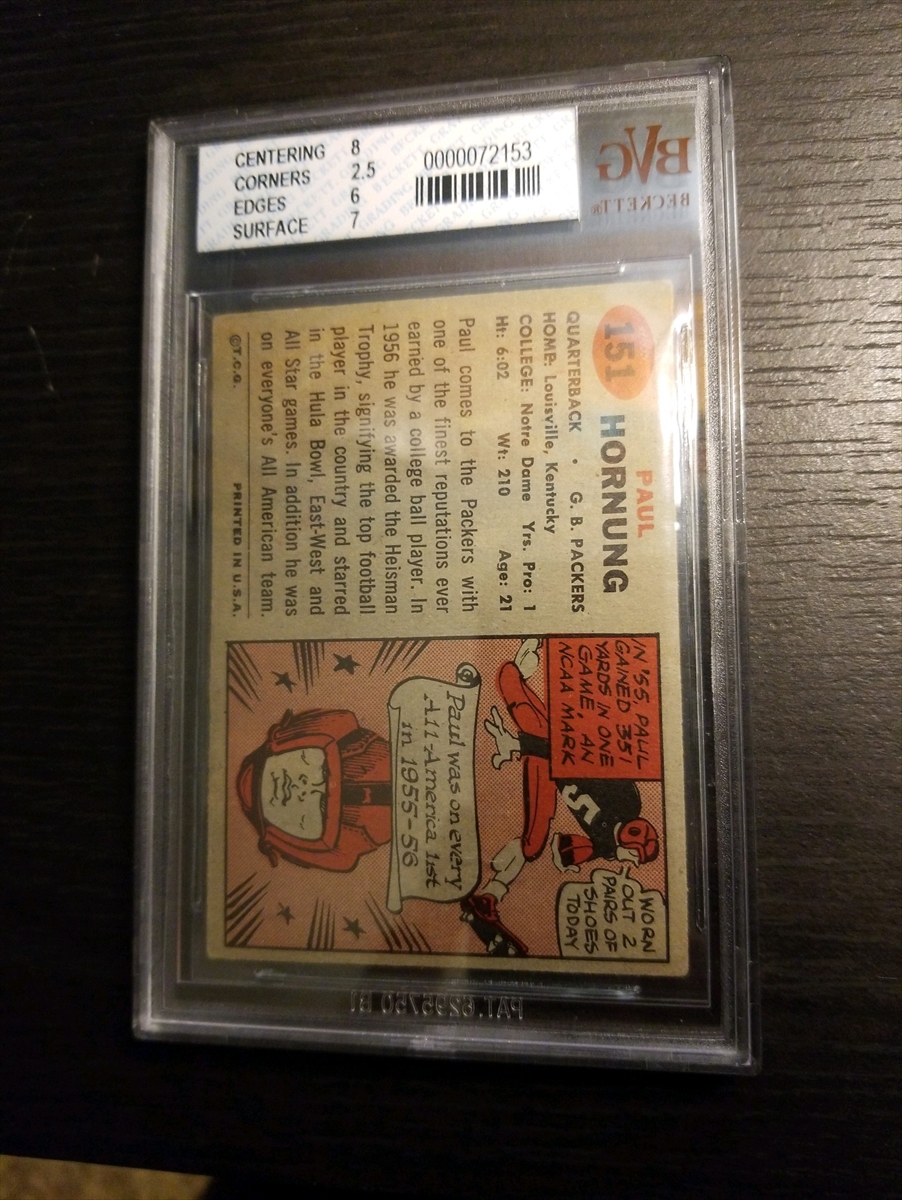 CENTERING 8
CORNERS 2.5
EDGES 6
SURFACE 7
0000072153
BVG
BECKETT®
151
PAUL
HORNUNG
QUARTERBACK • G. B. PACKERS
HOME: Louisville, Kentucky
COLLEGE: Notre Dame Yrs. Pro: 1
Ht: 6:02 Wt: 210 Age: 21
Paul comes to the Packers with
one of the finest reputations ever
earned by a college ball player. In
1956 he was awarded the Heisman
Trophy, signifying the top football
player in the country and starred
in the Hula Bowl, East-West and
All Star games. In addition he was
on everyone's All American team.
©T.C.G. PRINTED IN U.S.A.
IN '55, PAUL
GAINED 351
YARDS IN ONE
GAME, AN
NCAA MARK
5
WORN
OUT 2
PAIRS OF
SHOES
TODAY
Paul was on every
All-America list
in 1955-56